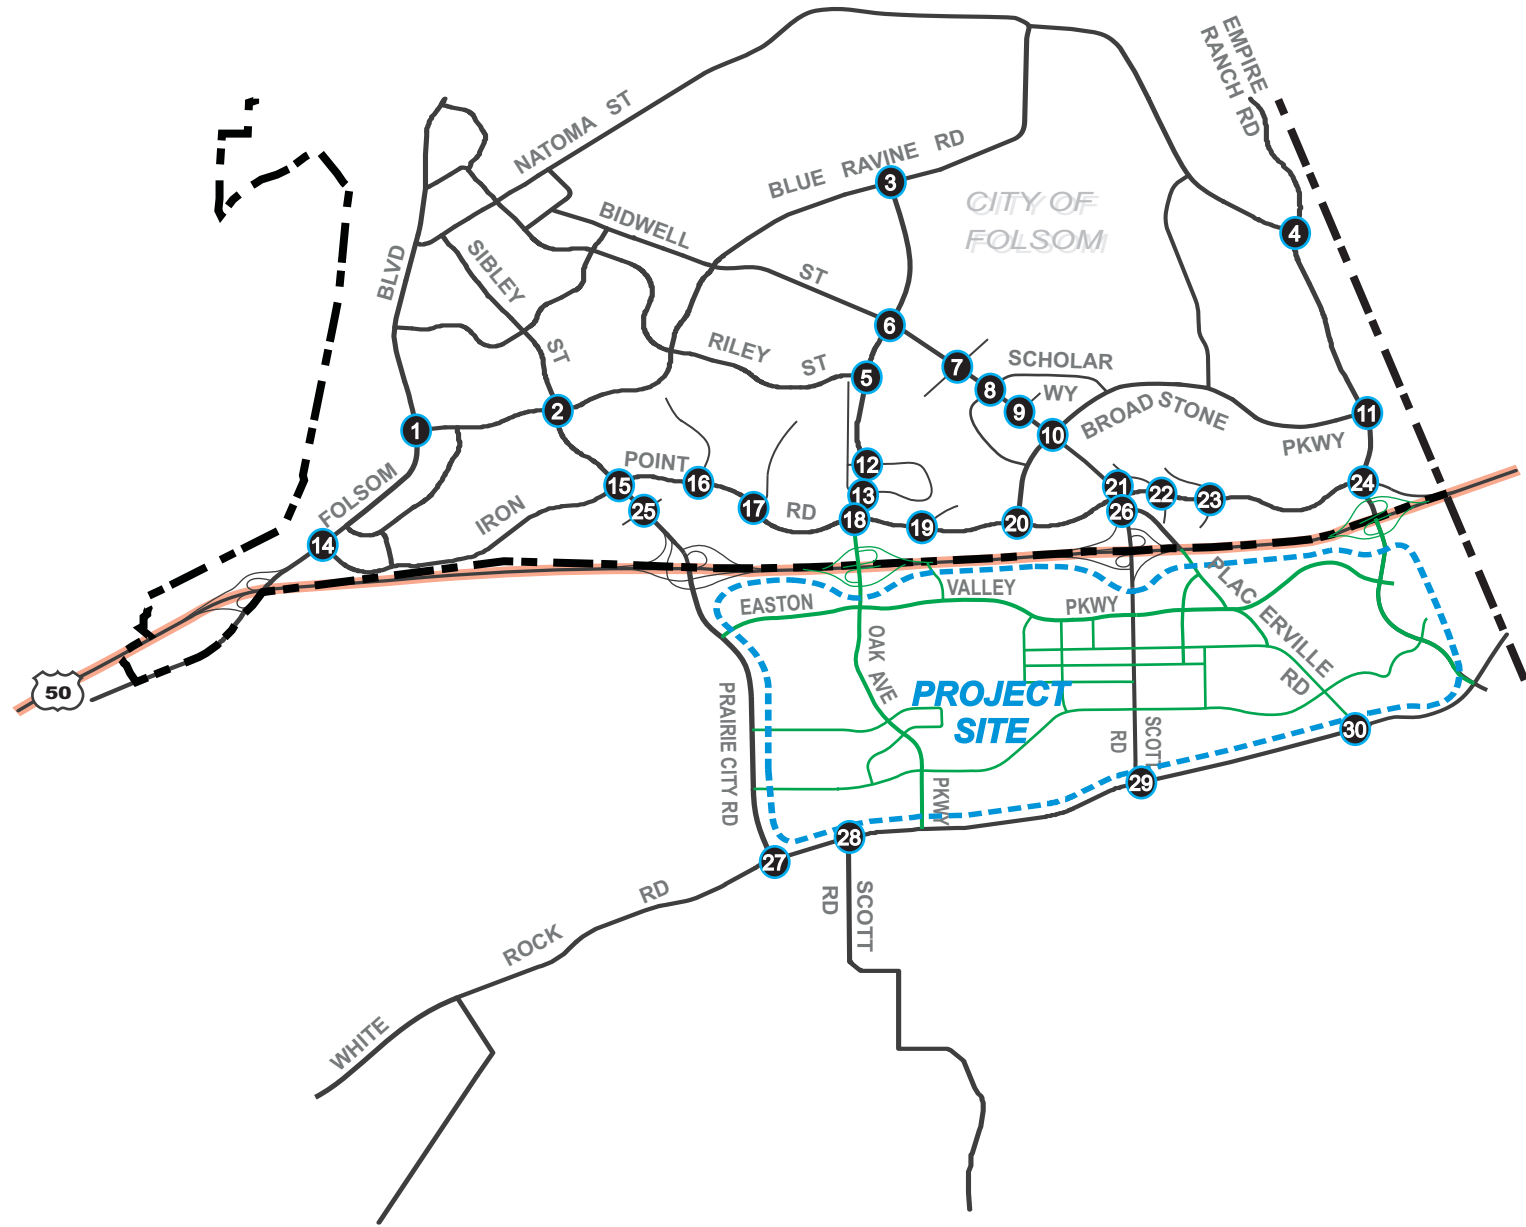 EMPIRE
RANCH RD
NATOMA ST
BLUE RAVINE RD
3
CITY OF
FOLSOM
4
BIDWELL ST
BLVD
SIBLEY ST
6
RILEY ST
5
7
SCHOLAR
WY
8
9
10
BROAD STONE
PKWY
11
1
2
FOLSOM
POINT
IRON
RD
12
13
14
15
16
17
18
19
20
21
22
23
24
25
26
EASTON
VALLEY
PKWY
PLAC ERVILLE
RD
OAK AVE
PKWY
PROJECT
SITE
50
PRAIRIE CITY RD
SCOTT
RD
30
29
28
27
SCOTT
RD
WHITE ROCK RD